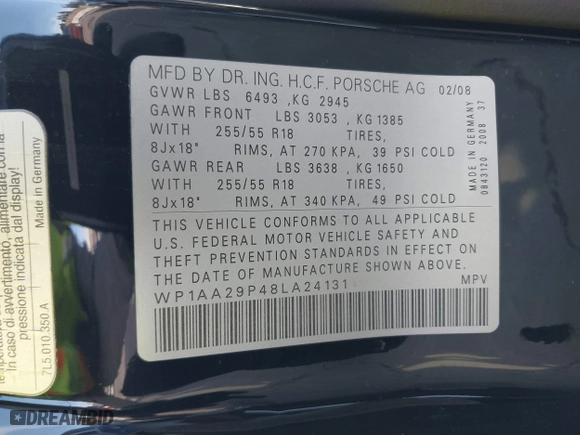 MFD BY DR. ING. H.C.F. PORSCHE AG 02/08
GVWR LBS 6493 ,KG 2945
GAWR FRONT LBS 3053 , KG 1385
WITH 255/55 R18 TIRES,
8Jx18" RIMS, AT 270 KPA, 39 PSI COLD
GAWR REAR LBS 3638 , KG 1650
WITH 255/55 R18 TIRES,
8Jx18" RIMS, AT 340 KPA, 49 PSI COLD
THIS VEHICLE CONFORMS TO ALL APPLICABLE
U.S. FEDERAL MOTOR VEHICLE SAFETY AND
THEFT PREVENTION STANDARDS IN EFFECT ON
THE DATE OF MANUFACTURE SHOWN ABOVE.
WP1AA29P48LA24131 MPV
MADE IN GERMANY
0843120 2008 37
In caso di avvertimento, alimentare con la
pressione indicata dal display!
Made in Germany
7L5.010.350.A
DREAMBID